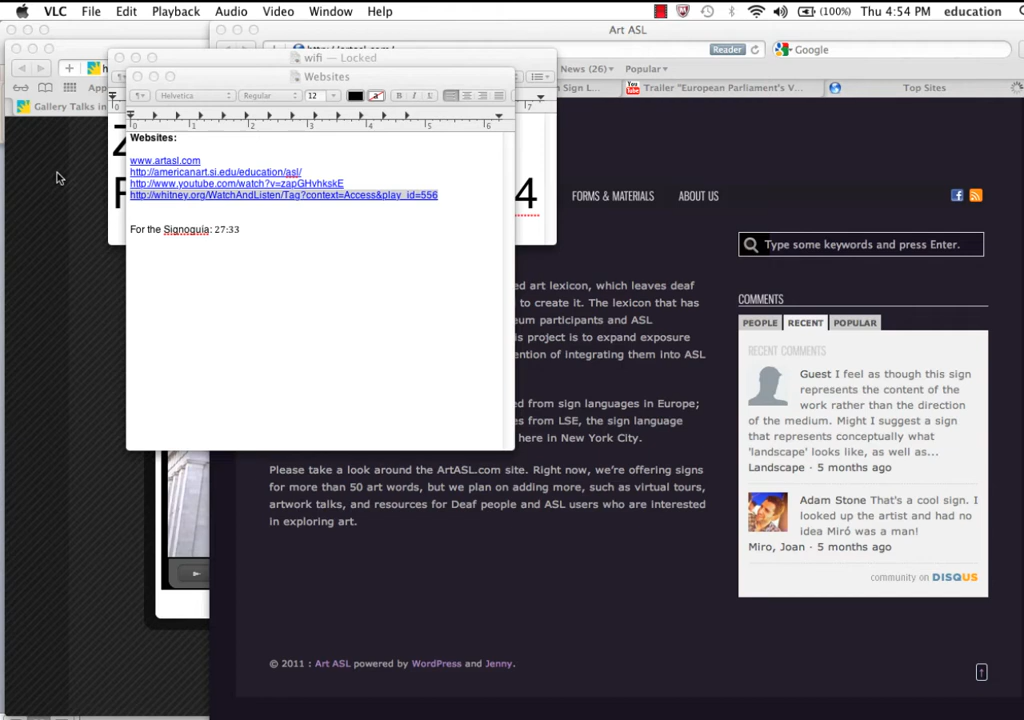 VLC File Edit Playback Audio Video Window Help (100%) Thu 4:54 PM education
Art ASL
wifi — Locked
Reader Google
Websites
News (26) Popular
Helvetica Regular 12 B I U
Sign L... Trailer "European Parliament's V... Top Sites
Gallery Talks in
0 1 2 3 4 5 6 7
Websites:
www.artasl.com
http://americanart.si.edu/education/asl/
http://www.youtube.com/watch?v=zapGHvhkskE
http://whitney.org/WatchAndListen/Tag?context=Access&play_id=556
4
For the Signoguia: 27:33
FORMS & MATERIALS ABOUT US
Type some keywords and press Enter.
ed art lexicon, which leaves deaf
to create it. The lexicon that has
eum participants and ASL
is project is to expand exposure
ention of integrating them into ASL
ed from sign languages in Europe;
es from LSE, the sign language
here in New York City.
Please take a look around the ArtASL.com site. Right now, we're offering signs
for more than 50 art words, but we plan on adding more, such as virtual tours,
artwork talks, and resources for Deaf people and ASL users who are interested
in exploring art.
COMMENTS
PEOPLE RECENT POPULAR
RECENT COMMENTS
Guest I feel as though this sign
represents the content of the
work rather than the direction
of the medium. Might I suggest a sign
that represents conceptually what
'landscape' looks like, as well as...
Landscape · 5 months ago
Adam Stone That's a cool sign. I
looked up the artist and had no
idea Miró was a man!
Miro, Joan · 5 months ago
community on DISQUS
© 2011 : Art ASL powered by WordPress and Jenny.